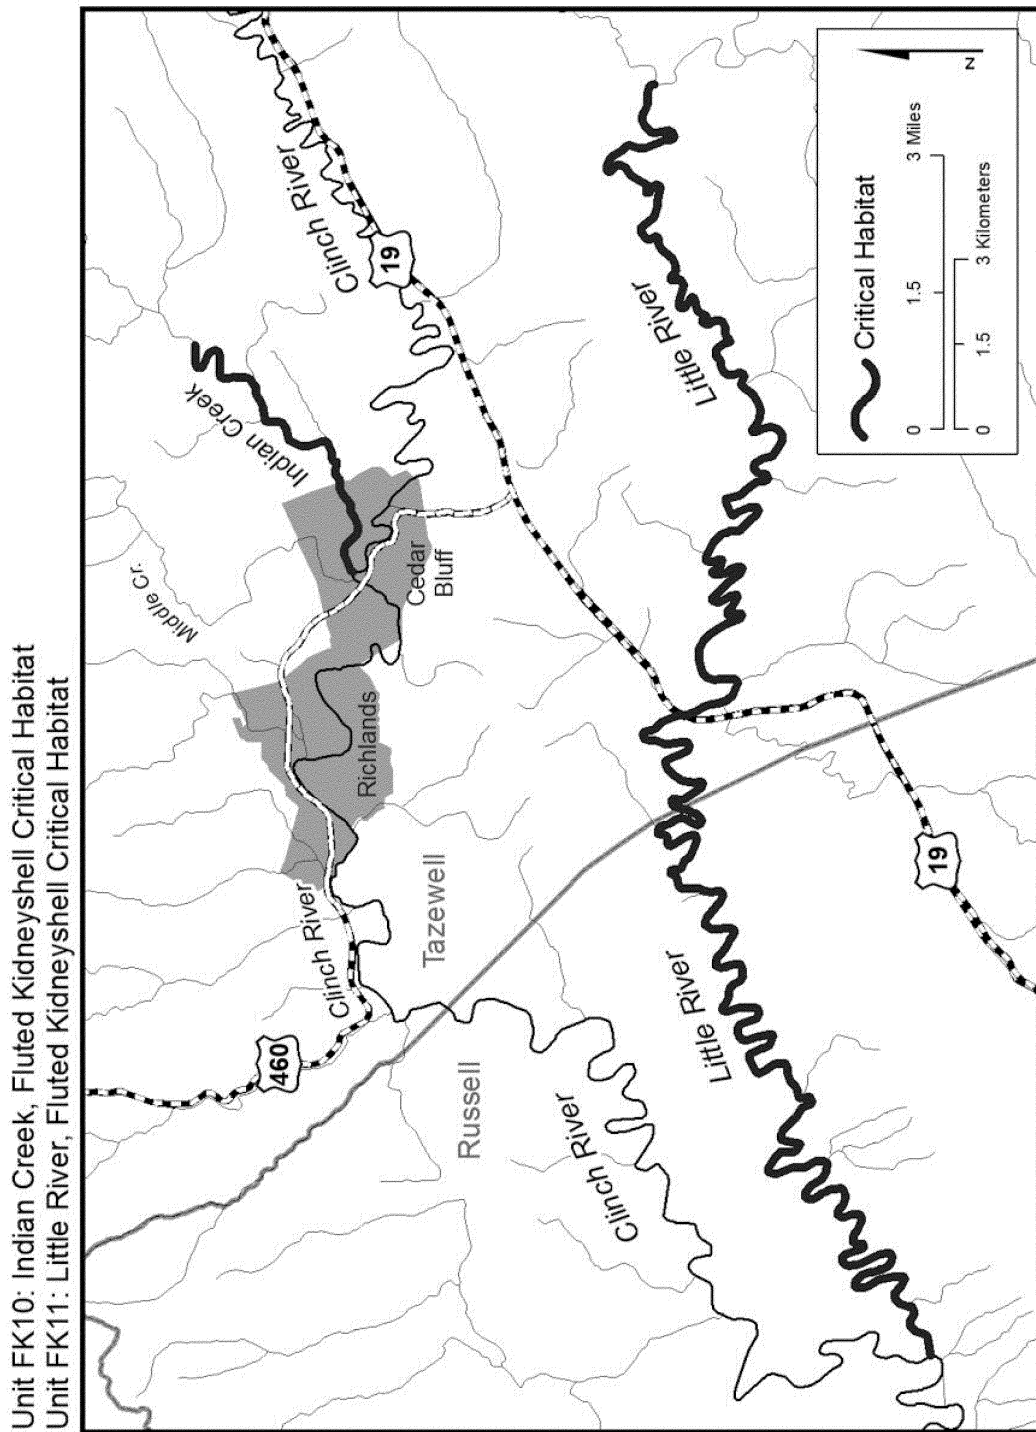 Unit FK10: Indian Creek, Fluted Kidneyshell Critical Habitat
Unit FK11: Little River, Fluted Kidneyshell Critical Habitat
460
Clinch River
Middle Cr.
Indian Creek
Clinch River
19
Richlands
Cedar
Bluff
Tazewell
Russell
Clinch River
Little River
Little River
19
Critical Habitat
0
1.5
3 Miles
0
1.5
3 Kilometers
N